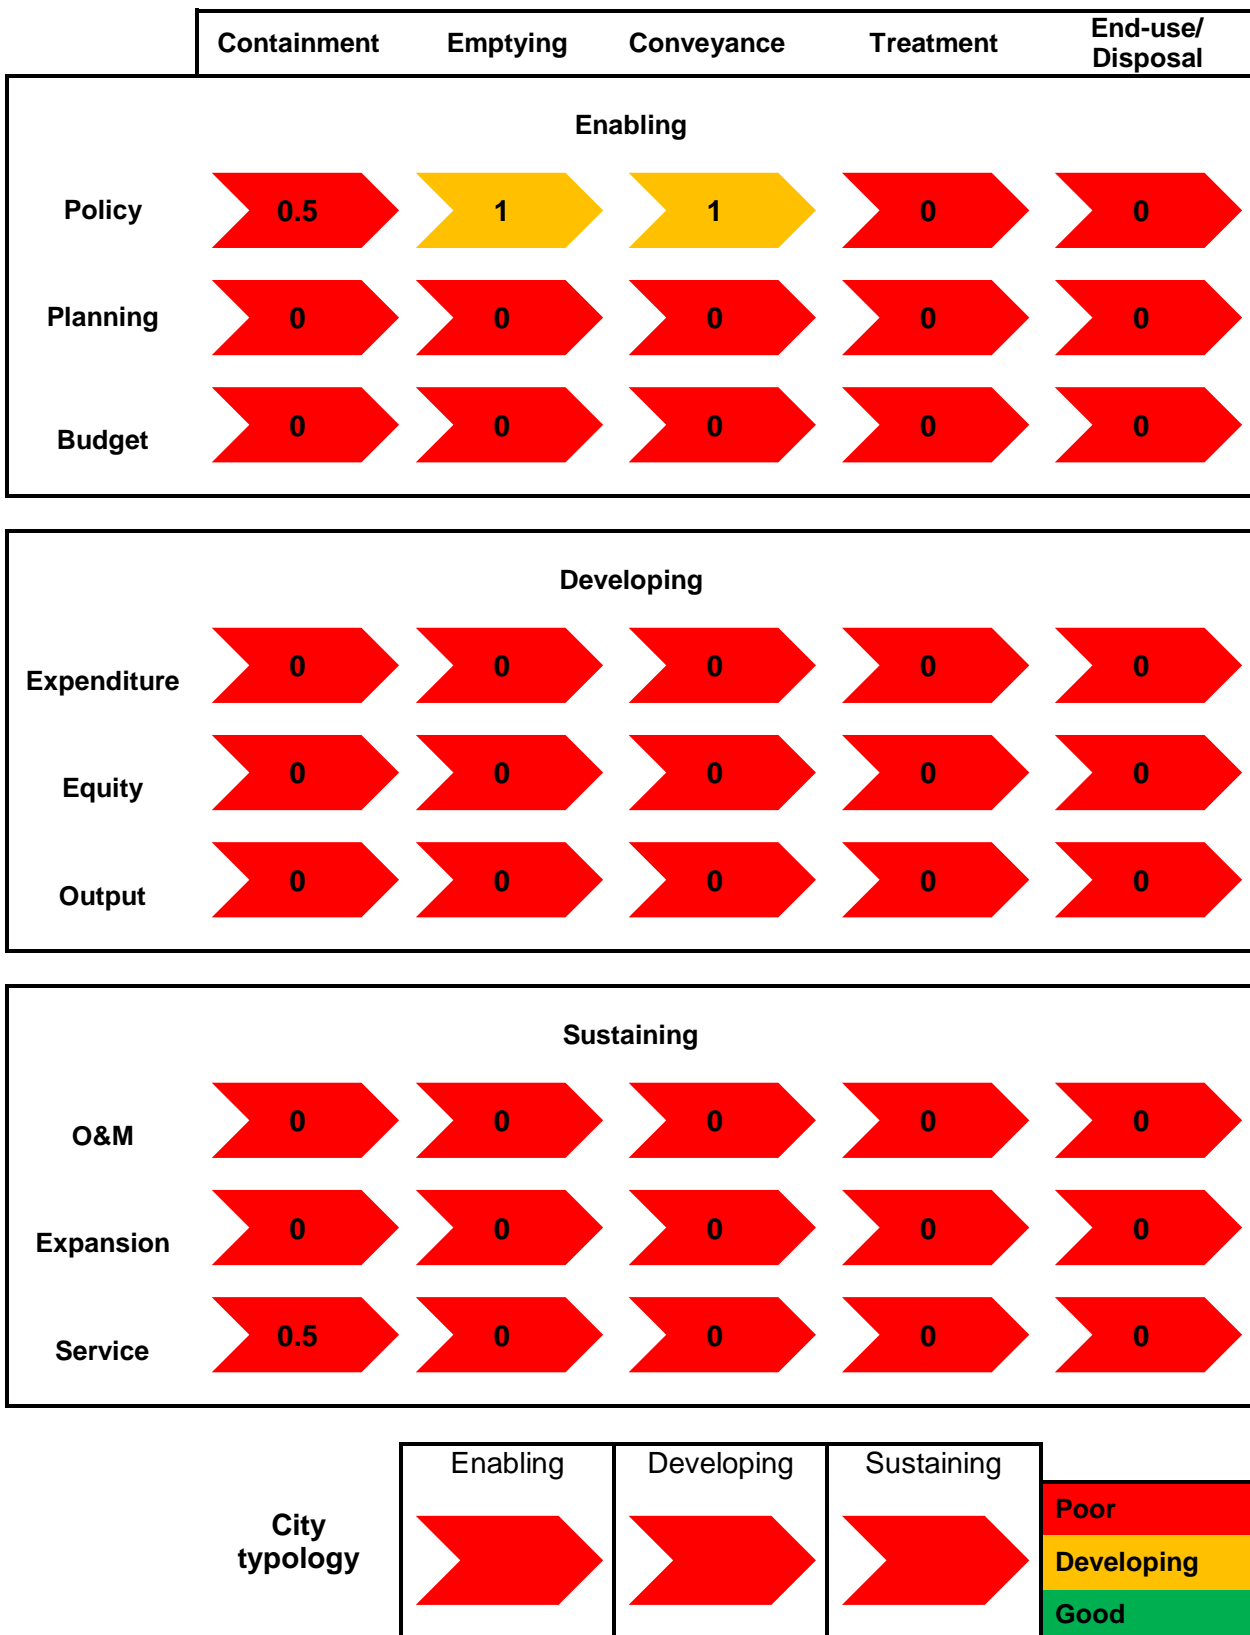 Containment Emptying Conveyance Treatment End-use/
Disposal
Enabling
Policy 0.5 1 1 0 0
Planning 0 0 0 0 0
Budget 0 0 0 0 0
Developing
Expenditure 0 0 0 0 0
Equity 0 0 0 0 0
Output 0 0 0 0 0
Sustaining
O&M 0 0 0 0 0
Expansion 0 0 0 0 0
Service 0.5 0 0 0 0
Enabling Developing Sustaining
City
typology
Poor
Developing
Good